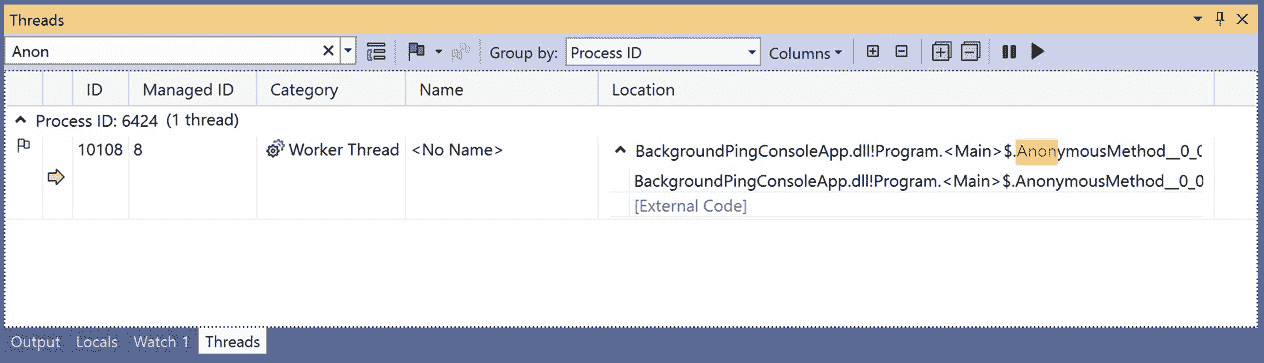 Threads
Anon Group by: Process ID Columns
ID Managed ID Category Name Location
Process ID: 6424 (1 thread)
10108 8 Worker Thread <No Name> BackgroundPingConsoleApp.dll!Program.<Main>$.AnonymousMethod__0_0
BackgroundPingConsoleApp.dll!Program.<Main>$.AnonymousMethod__0_0
[External Code]
Output Locals Watch 1 Threads